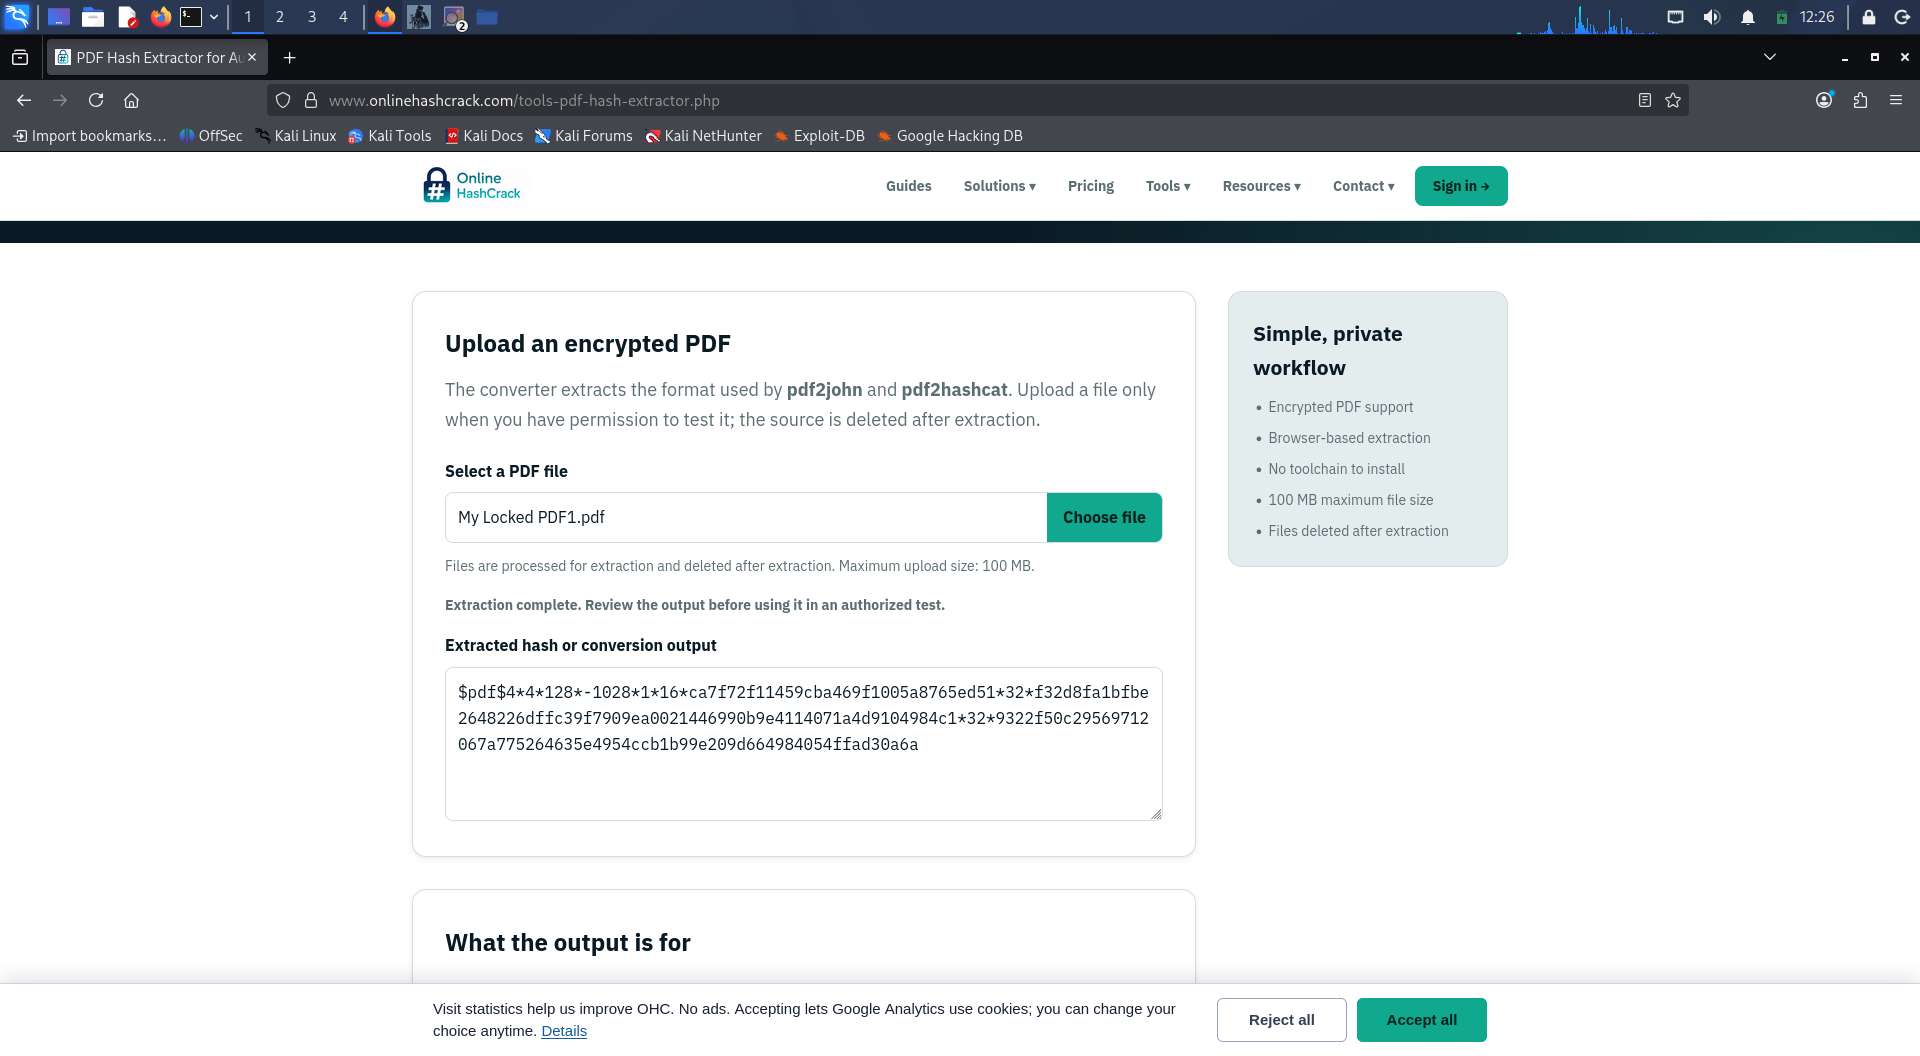 1 2 3 4 2 12:26
PDF Hash Extractor for Au
www.onlinehashcrack.com/tools-pdf-hash-extractor.php
Import bookmarks... OffSec Kali Linux Kali Tools Kali Docs Kali Forums Kali NetHunter Exploit-DB Google Hacking DB
Online
HashCrack
Guides Solutions ▾ Pricing Tools ▾ Resources ▾ Contact ▾ Sign in →
Upload an encrypted PDF
The converter extracts the format used by pdf2john and pdf2hashcat. Upload a file only
when you have permission to test it; the source is deleted after extraction.
Select a PDF file
My Locked PDF1.pdf Choose file
Files are processed for extraction and deleted after extraction. Maximum upload size: 100 MB.
Extraction complete. Review the output before using it in an authorized test.
Extracted hash or conversion output
$pdf$4*4*128*-1028*1*16*ca7f72f11459cba469f1005a8765ed51*32*f32d8fa1bfbe
2648226dffc39f7909ea0021446990b9e4114071a4d9104984c1*32*9322f50c29569712
067a775264635e4954ccb1b99e209d664984054ffad30a6a
Simple, private
workflow
• Encrypted PDF support
• Browser-based extraction
• No toolchain to install
• 100 MB maximum file size
• Files deleted after extraction
What the output is for
Visit statistics help us improve OHC. No ads. Accepting lets Google Analytics use cookies; you can change your
choice anytime. Details
Reject all Accept all